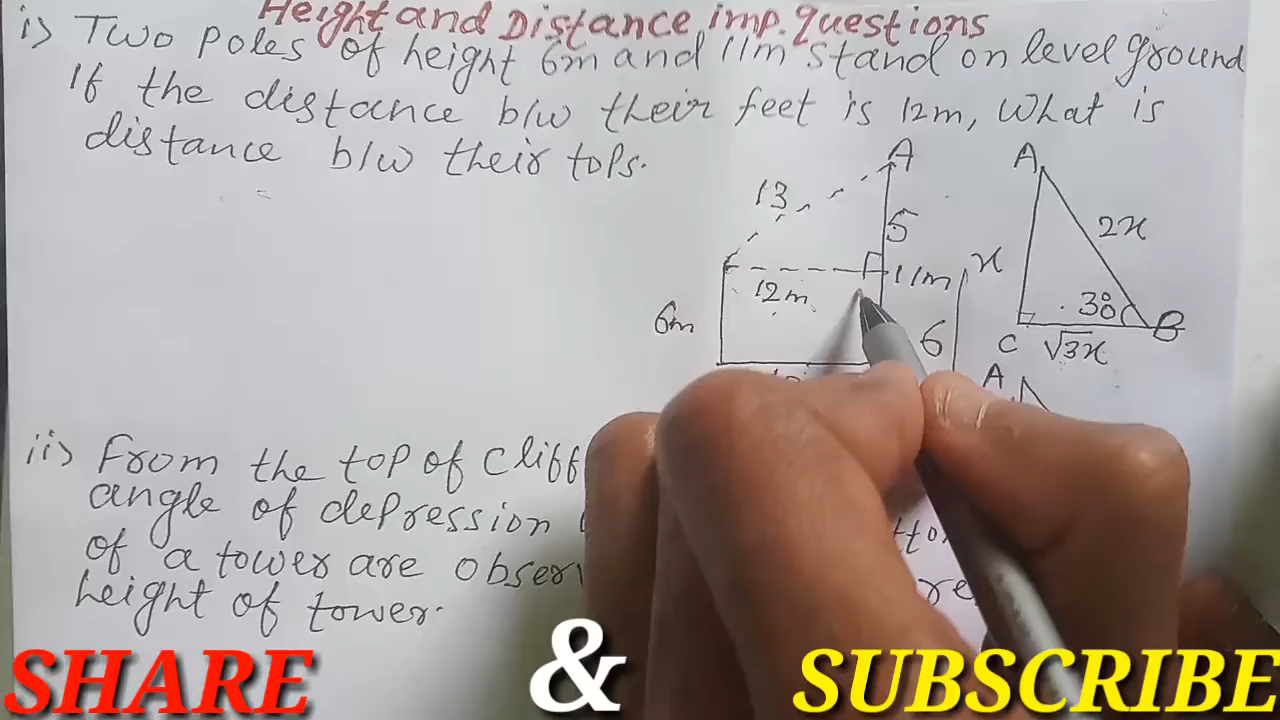 Height and Distance imp. Questions
i) Two poles of height 6m and 11m stand on level ground
If the distance b/w their feet is 12m, What is
distance b/w their tops.
A
13
5
12m
11m
6m
6
x
A
2x
30°
C
√3x
B
A
ii) From the top of cliff
angle of depression
of a tower are
height of tower.
SHARE & SUBSCRIBE